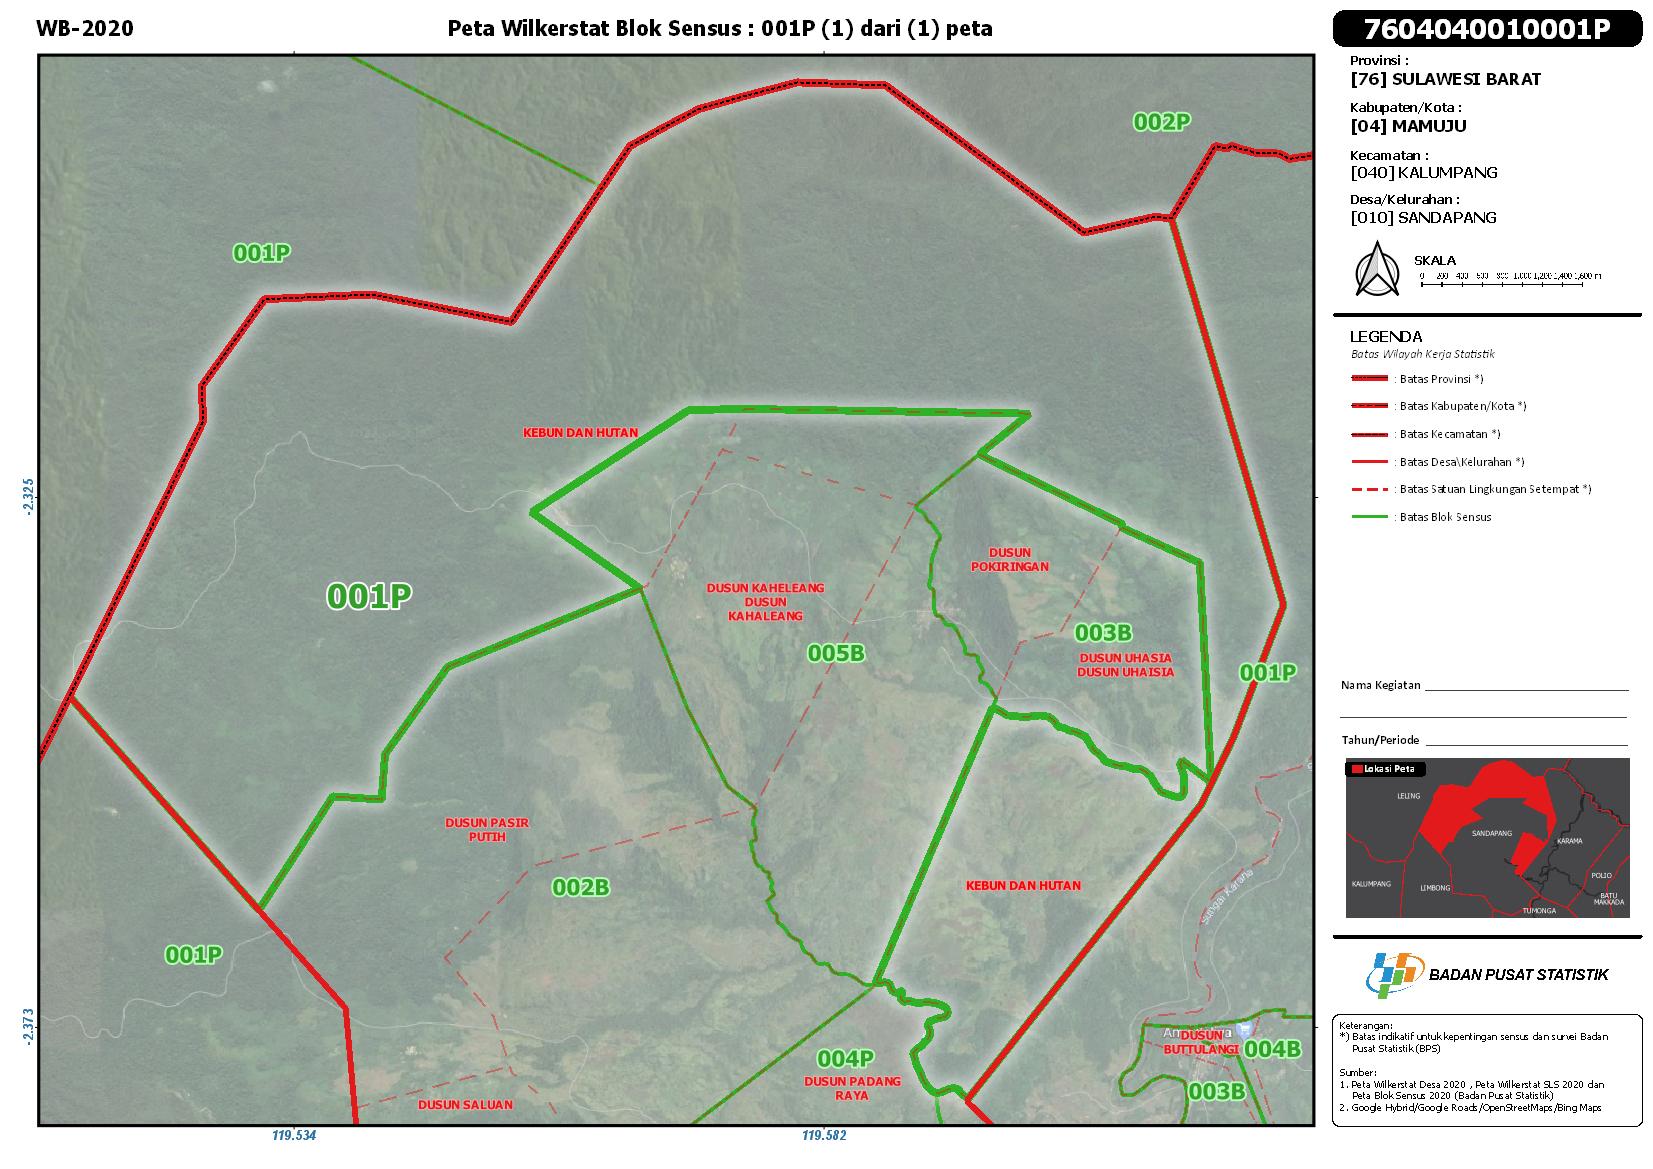 WB-2020
Peta Wilkerstat Blok Sensus : 001P (1) dari (1) peta
7604040010001P
Provinsi :
[76] SULAWESI BARAT
Kabupaten/Kota :
[04] MAMUJU
Kecamatan :
[040] KALUMPANG
Desa/Kelurahan :
[010] SANDAPANG
SKALA
0 200 400 600 800 1,000 1,200 1,400 1,600 m
LEGENDA
Batas Wilayah Kerja Statistik
: Batas Provinsi *)
: Batas Kabupaten/Kota *)
: Batas Kecamatan *)
: Batas Desa\Kelurahan *)
: Batas Satuan Lingkungan Setempat *)
: Batas Blok Sensus
Nama Kegiatan
Tahun/Periode
Lokasi Peta
LELING
SANDAPANG
KARAMA
KALUMPANG
LIMBONG
POLIO
BATU
MAKKADA
TUMONGA
BADAN PUSAT STATISTIK
Keterangan:
*) Batas indikatif untuk kepentingan sensus dan survei Badan
Pusat Statistik (BPS)
Sumber:
1. Peta Wilkerstat Desa 2020 , Peta Wilkerstat SLS 2020 dan
Peta Blok Sensus 2020 (Badan Pusat Statistik)
2. Google Hybrid/Google Roads/OpenStreetMaps/Bing Maps
002P
001P
KEBUN DAN HUTAN
001P
DUSUN
POKIRINGAN
DUSUN KAHELEANG
DUSUN
KAHALEANG
003B
005B
DUSUN UHASIA
DUSUN UHAISIA
001P
DUSUN PASIR
PUTIH
002B
KEBUN DAN HUTAN
Sungai Karama
001P
004P
DUSUN PADANG
RAYA
DUSUN
BUTTULANGI
004B
003B
DUSUN SALUAN
-2.325
-2.373
119.534
119.582